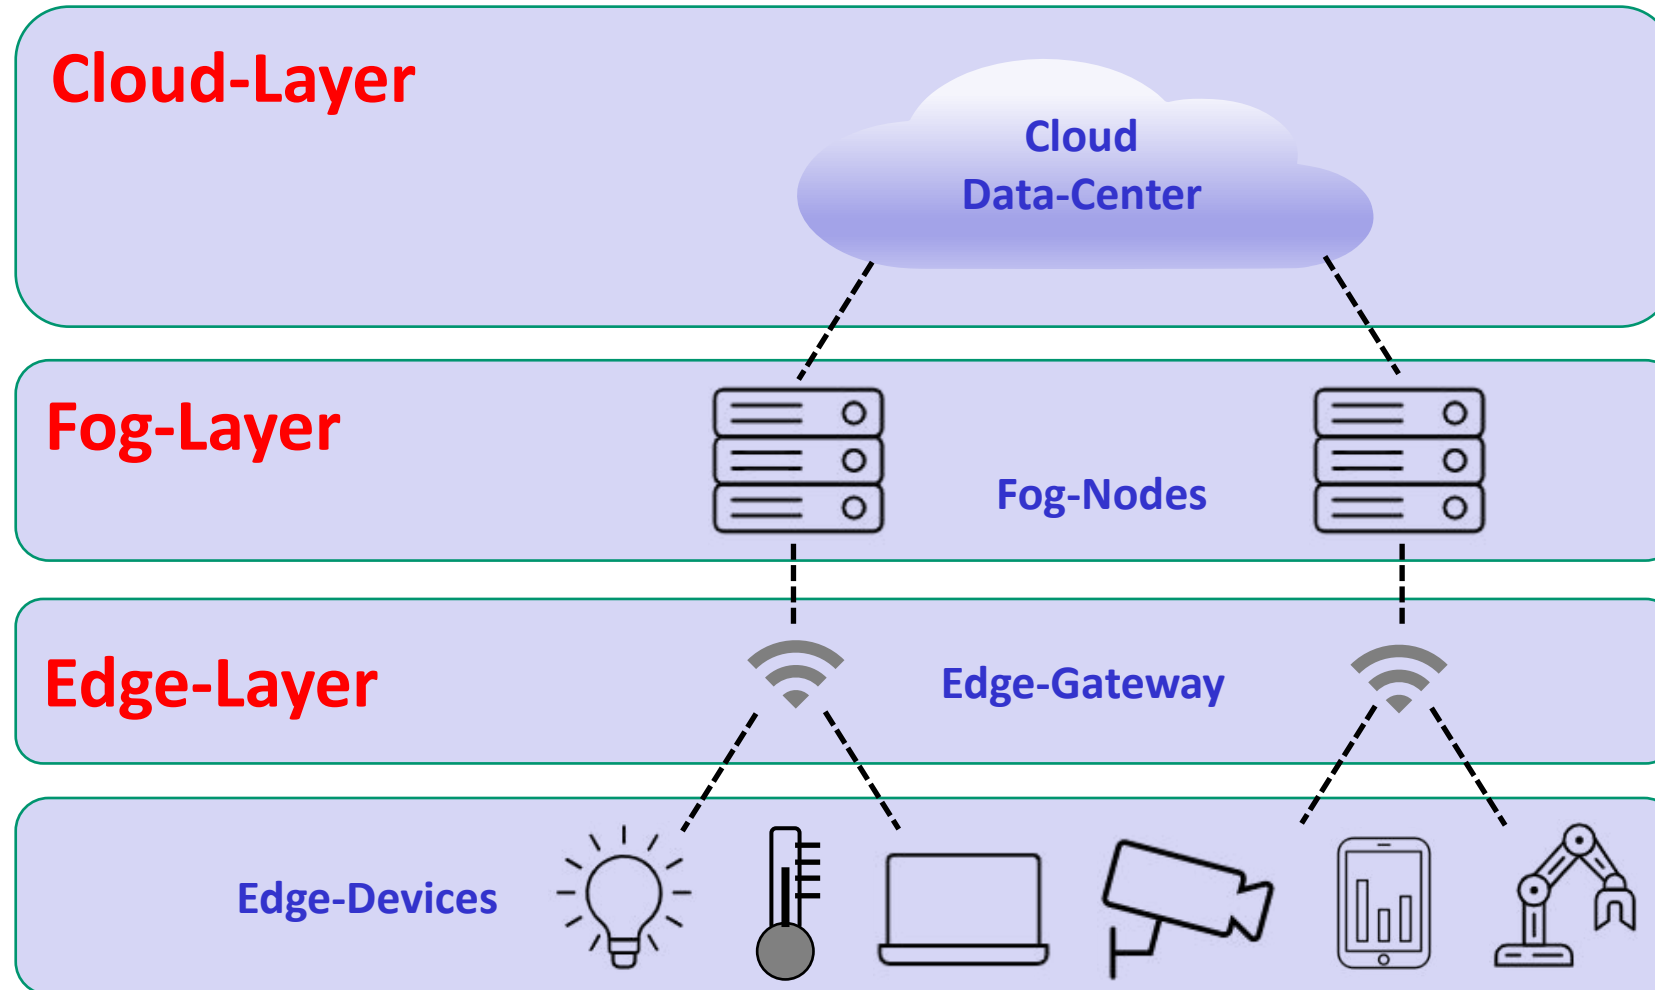 Cloud-Layer
Cloud
Data-Center
Fog-Layer
Fog-Nodes
Edge-Layer
Edge-Gateway
Edge-Devices